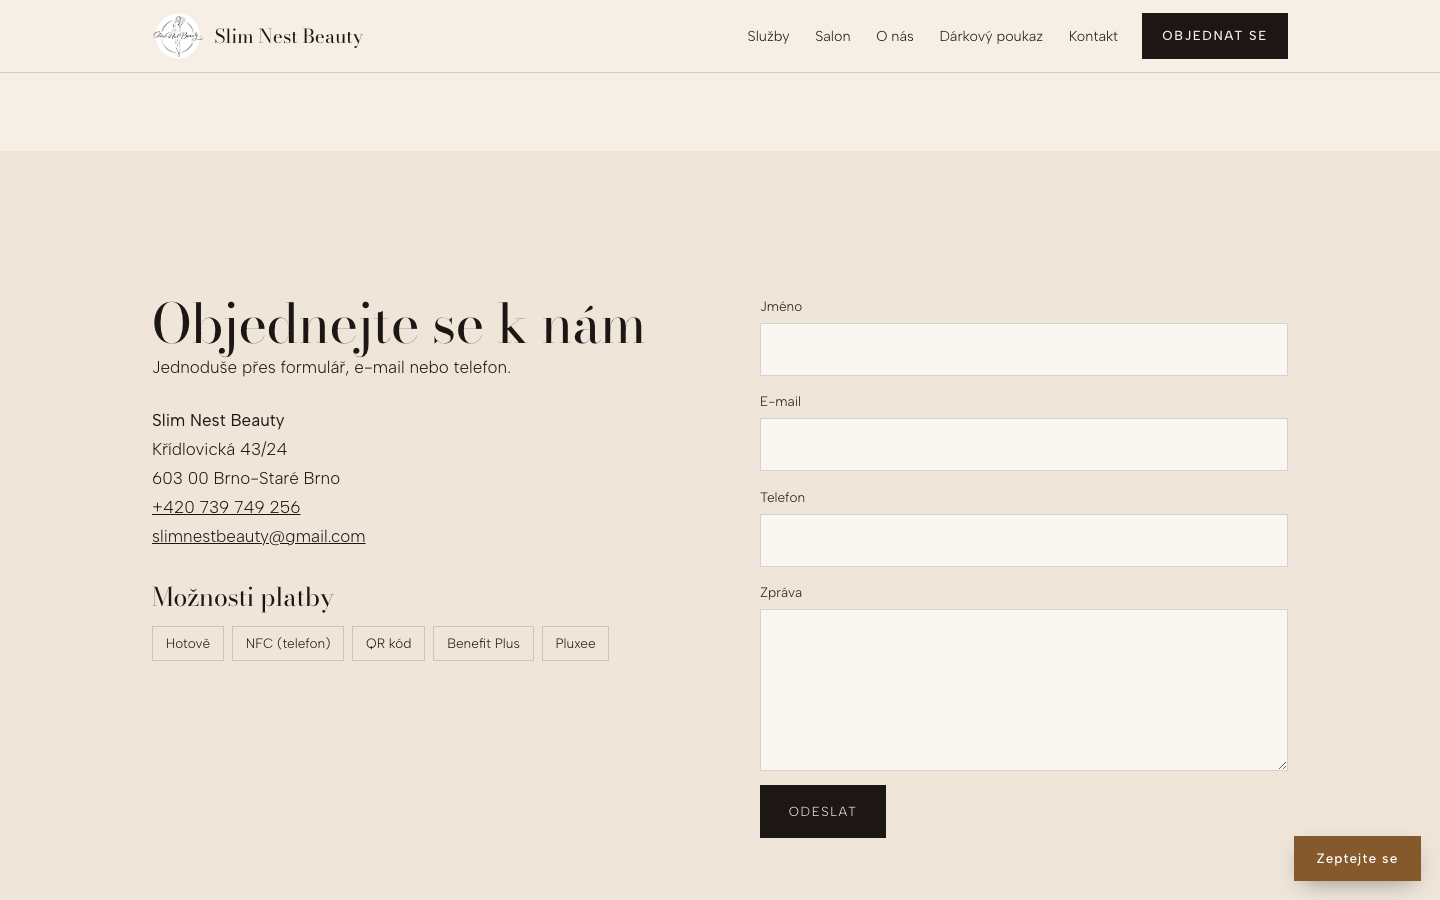 Slim Nest Beauty
Služby
Salon
O nás
Dárkový poukaz
Kontakt
OBJEDNAT SE
Objednejte se k nám
Jednoduše přes formulář, e-mail nebo telefon.
Slim Nest Beauty
Křídlovická 43/24
603 00 Brno-Staré Brno
+420 739 749 256
slimnestbeauty@gmail.com
Možnosti platby
Hotově
NFC (telefon)
QR kód
Benefit Plus
Pluxee
Jméno
E-mail
Telefon
Zpráva
ODESLAT
Zeptejte se